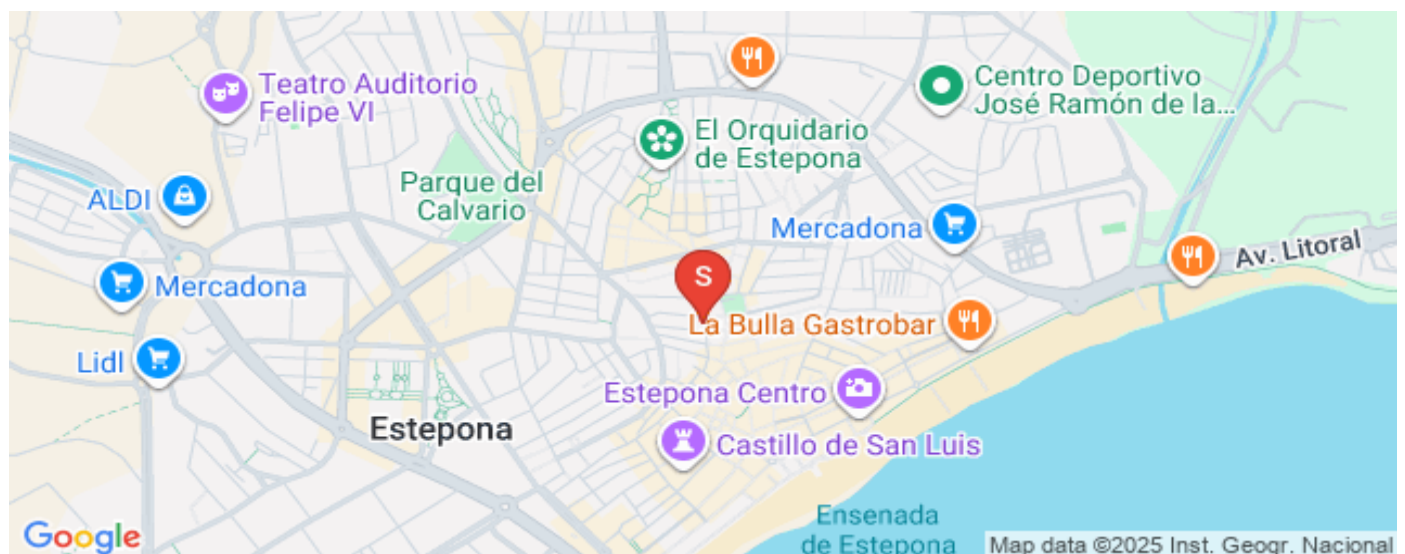 Teatro Auditorio
Felipe VI
Centro Deportivo
José Ramón de la...
El Orquidario
de Estepona
Parque del
Calvario
ALDI
Mercadona
Av. Litoral
Mercadona
S
La Bulla Gastrobar
Lidl
Estepona Centro
Estepona
Castillo de San Luis
Ensenada
de Estepona
Google
Map data ©2025 Inst. Geogr. Nacional